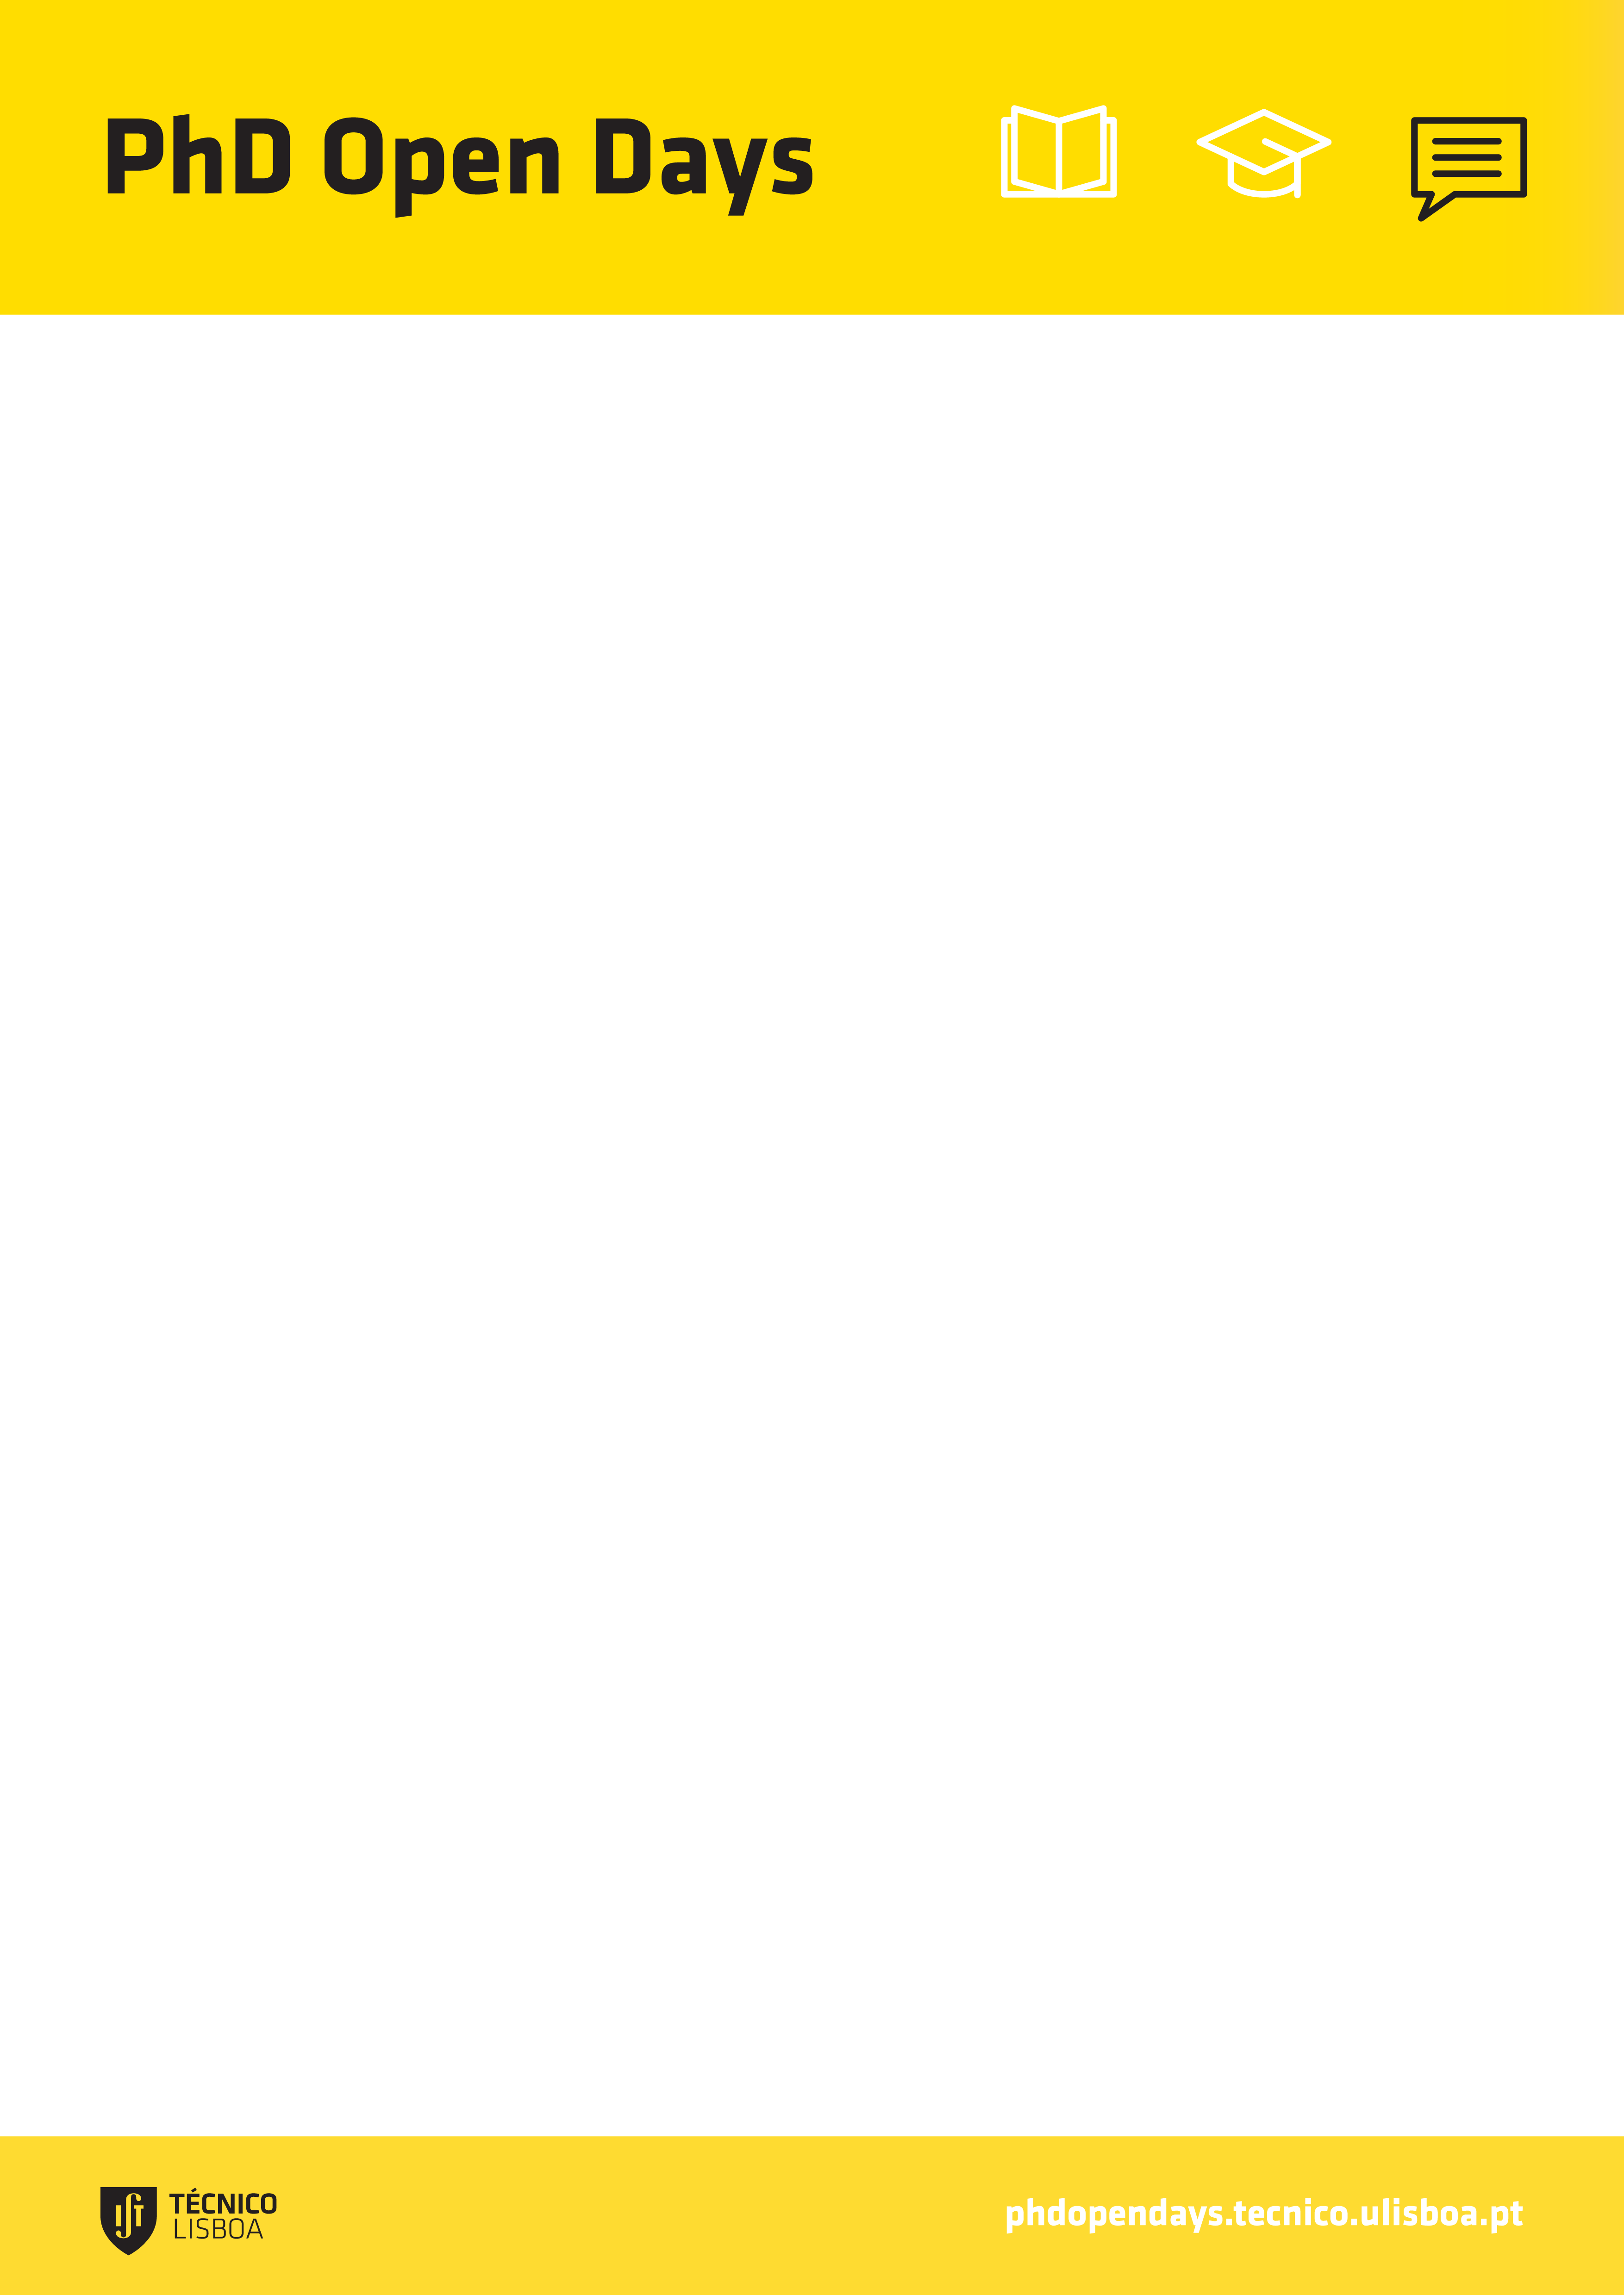 PhD Open Days
TÉCNICO
LISBOA
phdopendays.tecnico.ulisboa.pt